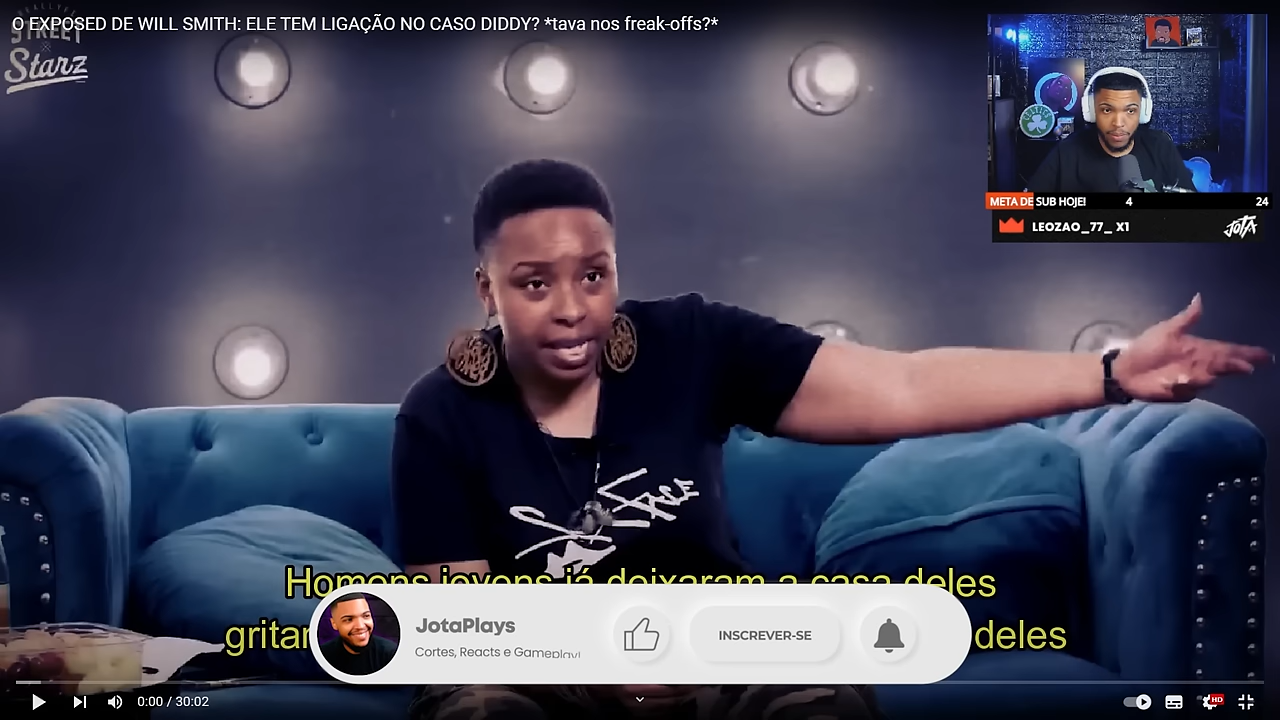 O EXPOSED DE WILL SMITH: ELE TEM LIGAÇÃO NO CASO DIDDY? *tava nos freak-offs?*
STREET
Starz
META DE SUB HOJE! 4 24
LEOZAO_77_ X1
JOTA
Homens jovens já deixaram a casa deles
deles
JotaPlays
Cortes, Reacts e Gameplay!
INSCREVER-SE
0:00 / 30:02
HD